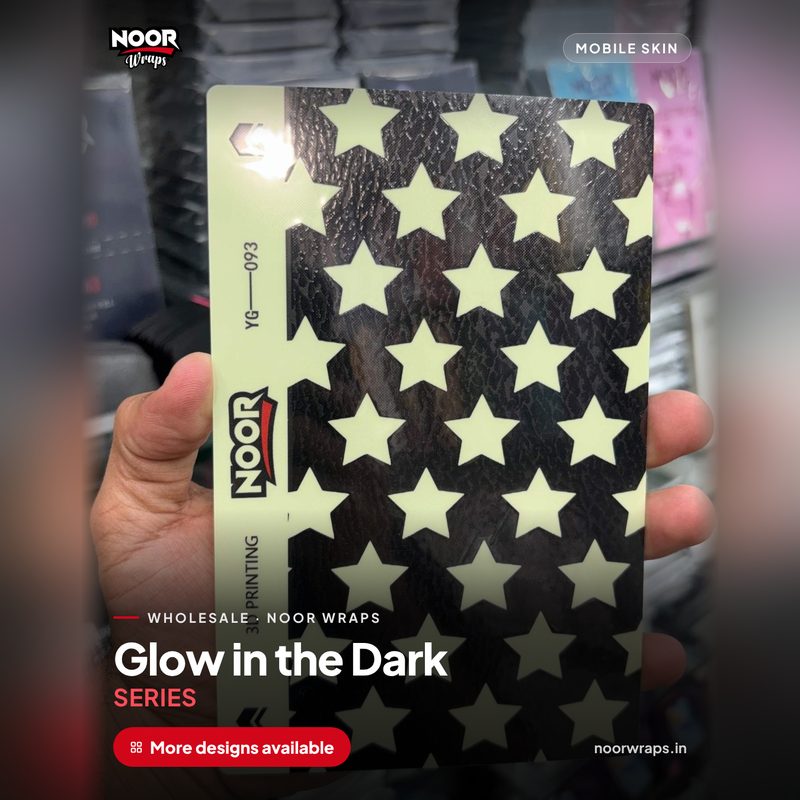 NOOR
Wraps
MOBILE SKIN
YG—093
NOOR
3D PRINTING
WHOLESALE · NOOR WRAPS
Glow in the Dark
SERIES
More designs available
noorwraps.in